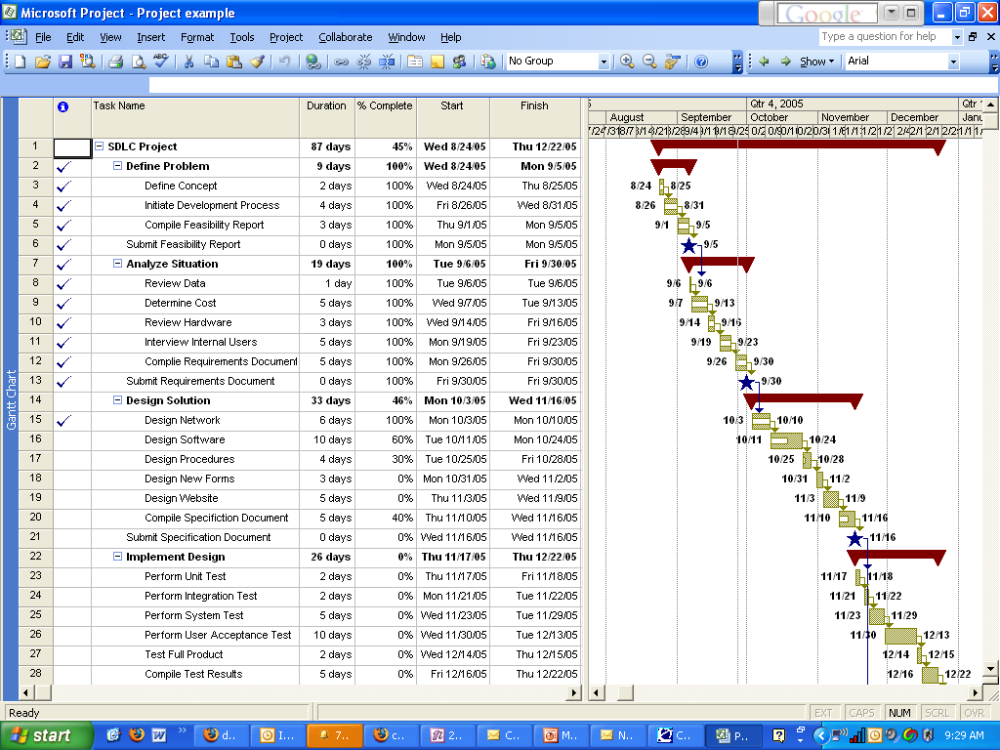 Microsoft Project - Project example
Google
File Edit View Insert Format Tools Project Collaborate Window Help
Type a question for help
No Group
Show
Arial
Task Name Duration % Complete Start Finish
Qtr 4, 2005 Qtr
August September October November December
1 SDLC Project 87 days 45% Wed 8/24/05 Thu 12/22/05
2 Define Problem 9 days 100% Wed 8/24/05 Mon 9/5/05
3 Define Concept 2 days 100% Wed 8/24/05 Thu 8/25/05 8/24 8/25
4 Initiate Development Process 4 days 100% Fri 8/26/05 Wed 8/31/05 8/26 8/31
5 Compile Feasibility Report 3 days 100% Thu 9/1/05 Mon 9/5/05 9/1 9/5
6 Submit Feasibility Report 0 days 100% Mon 9/5/05 Mon 9/5/05 9/5
7 Analyze Situation 19 days 100% Tue 9/6/05 Fri 9/30/05
8 Review Data 1 day 100% Tue 9/6/05 Tue 9/6/05 9/6 9/6
9 Determine Cost 5 days 100% Wed 9/7/05 Tue 9/13/05 9/7 9/13
10 Review Hardware 3 days 100% Wed 9/14/05 Fri 9/16/05 9/14 9/16
11 Interview Internal Users 5 days 100% Mon 9/19/05 Fri 9/23/05 9/19 9/23
12 Complie Requirements Document 5 days 100% Mon 9/26/05 Fri 9/30/05 9/26 9/30
13 Submit Requirements Document 0 days 100% Fri 9/30/05 Fri 9/30/05 9/30
14 Design Solution 33 days 46% Mon 10/3/05 Wed 11/16/05
15 Design Network 6 days 100% Mon 10/3/05 Mon 10/10/05 10/3 10/10
16 Design Software 10 days 60% Tue 10/11/05 Mon 10/24/05 10/11 10/24
17 Design Procedures 4 days 30% Tue 10/25/05 Fri 10/28/05 10/25 10/28
18 Design New Forms 3 days 0% Mon 10/31/05 Wed 11/2/05 10/31 11/2
19 Design Website 5 days 0% Thu 11/3/05 Wed 11/9/05 11/3 11/9
20 Compile Specifiction Document 5 days 40% Thu 11/10/05 Wed 11/16/05 11/10 11/16
21 Submit Specification Document 0 days 0% Wed 11/16/05 Wed 11/16/05 11/16
22 Implement Design 26 days 0% Thu 11/17/05 Thu 12/22/05
23 Perform Unit Test 2 days 0% Thu 11/17/05 Fri 11/18/05 11/17 11/18
24 Perform Integration Test 2 days 0% Mon 11/21/05 Tue 11/22/05 11/21 11/22
25 Perform System Test 5 days 0% Wed 11/23/05 Tue 11/29/05 11/23 11/29
26 Perform User Acceptance Test 10 days 0% Wed 11/30/05 Tue 12/13/05 11/30 12/13
27 Test Full Product 2 days 0% Wed 12/14/05 Thu 12/15/05 12/14 12/15
28 Compile Test Results 5 days 0% Fri 12/16/05 Thu 12/22/05 12/16 12/22
Gantt Chart
Ready EXT CAPS NUM SCRL OVR
start d... I... 7... c... 2... C... M... N... C... P... 9:29 AM